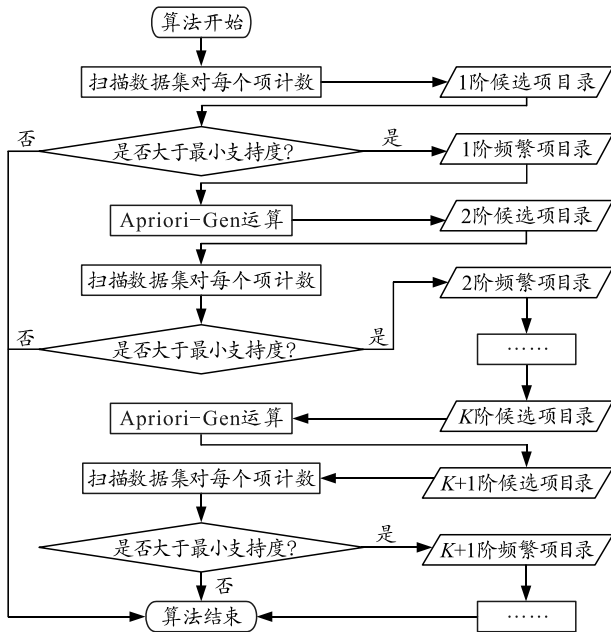 算法开始
扫描数据集对每个项计数
1阶候选项目录
否
是否大于最小支持度?
是
1阶频繁项目录
Apriori-Gen运算
2阶候选项目录
扫描数据集对每个项计数
2阶频繁项目录
否
是否大于最小支持度?
是
……
Apriori-Gen运算
K阶候选项目录
扫描数据集对每个项计数
K+1阶候选项目录
是否大于最小支持度?
是
K+1阶频繁项目录
否
算法结束
……